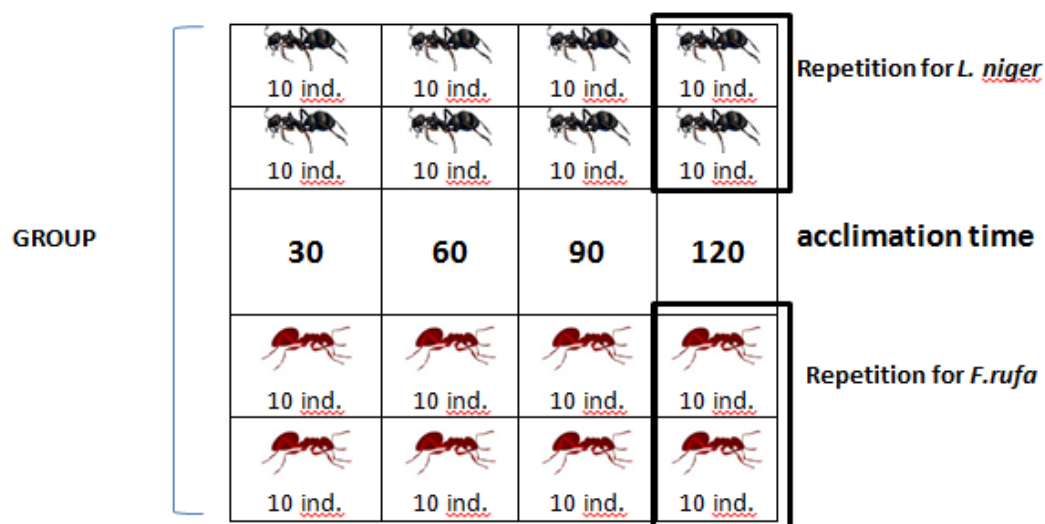 10 ind. 10 ind. 10 ind. 10 ind.
Repetition for L. niger
10 ind. 10 ind. 10 ind. 10 ind.
GROUP
30 60 90 120
acclimation time
10 ind. 10 ind. 10 ind. 10 ind.
Repetition for F.rufa
10 ind. 10 ind. 10 ind. 10 ind.